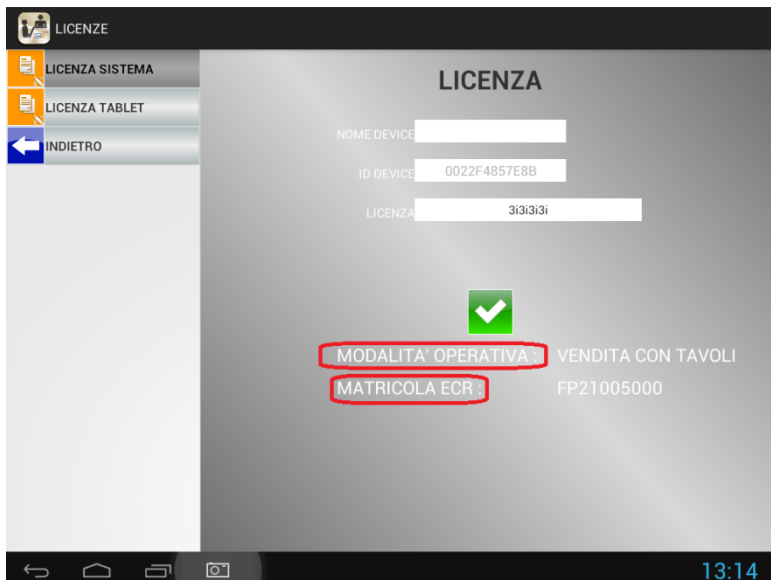 LICENZE
LICENZA SISTEMA
LICENZA TABLET
INDIETRO
LICENZA
NOME DEVICE
ID DEVICE 0022F4857E8B
LICENZA 3i3i3i3i
MODALITA' OPERATIVA : VENDITA CON TAVOLI
MATRICOLA ECR : FP21005000
13:14